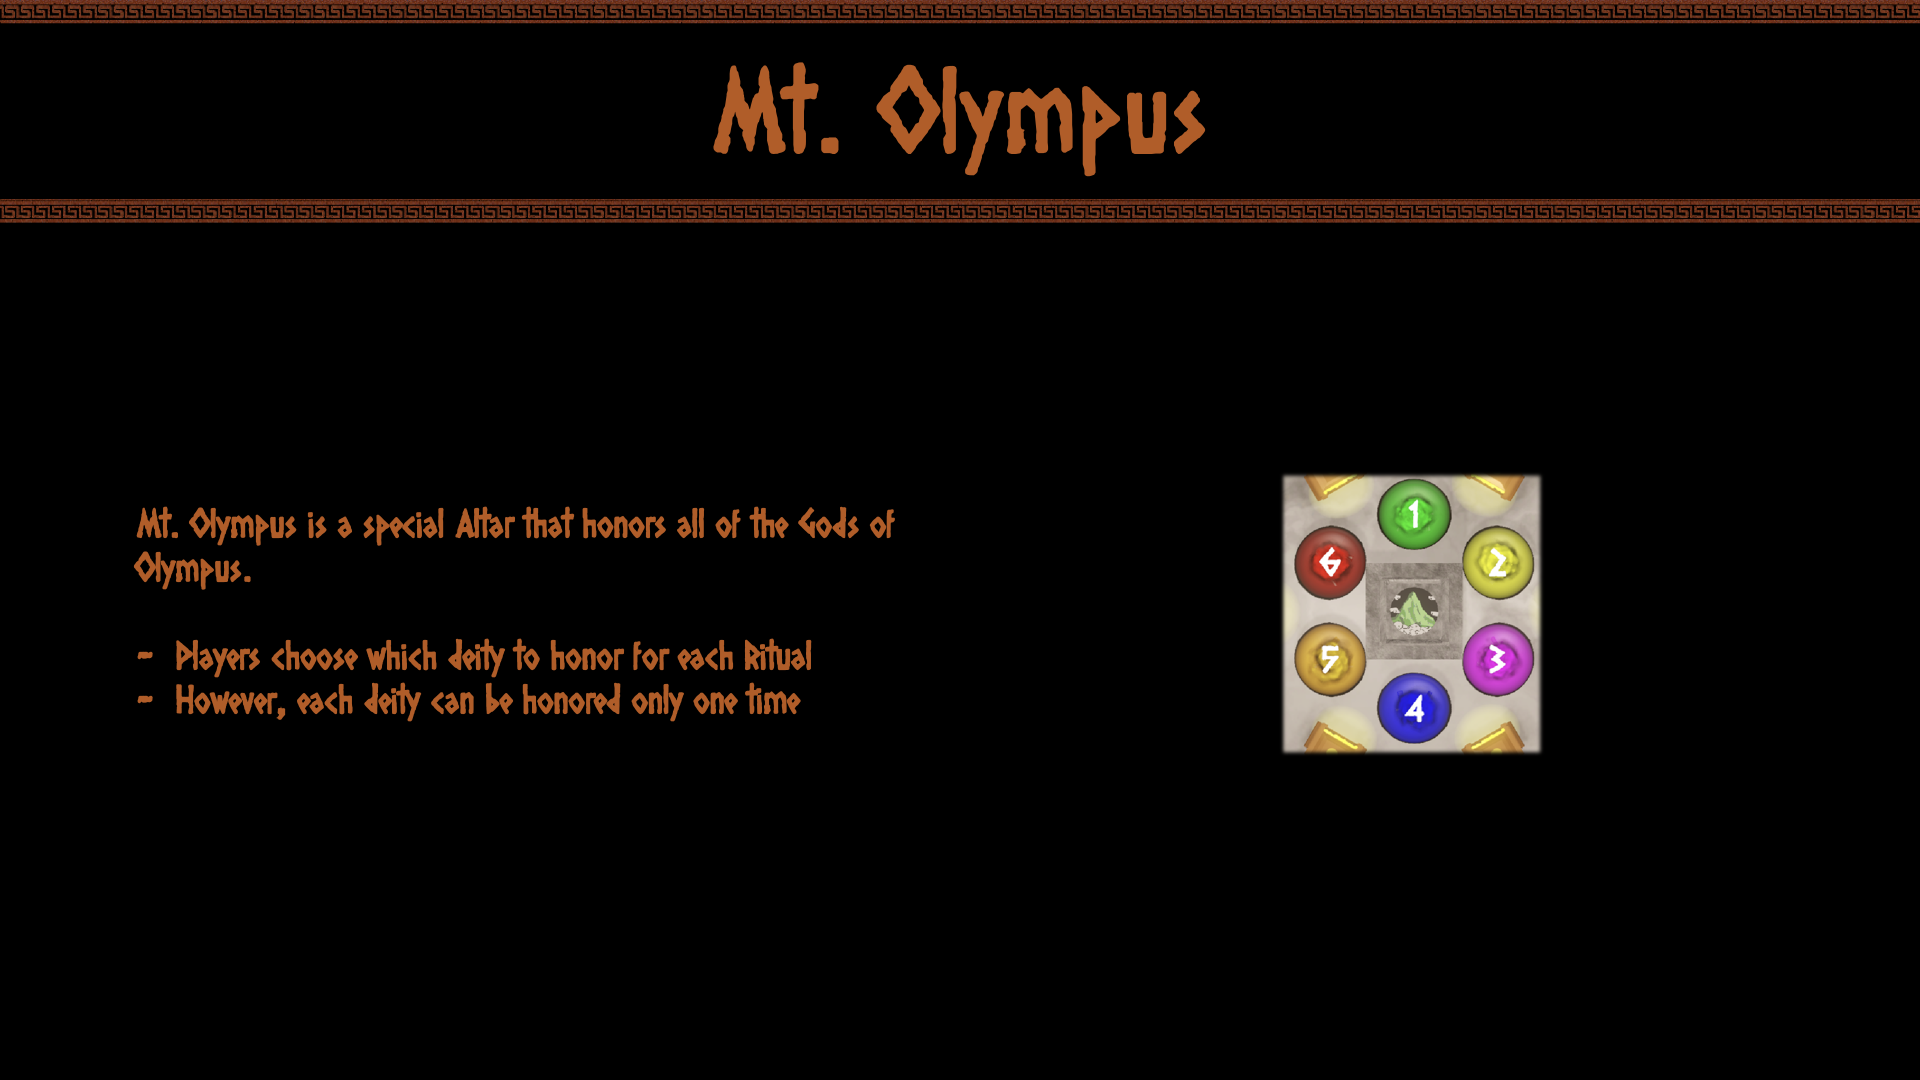 Mt. Olympus
Mt. Olympus is a special Altar that honors all of the Gods of
Olympus.
- Players choose which deity to honor for each Ritual
- However, each deity can be honored only one time
1
6
2
5
3
4